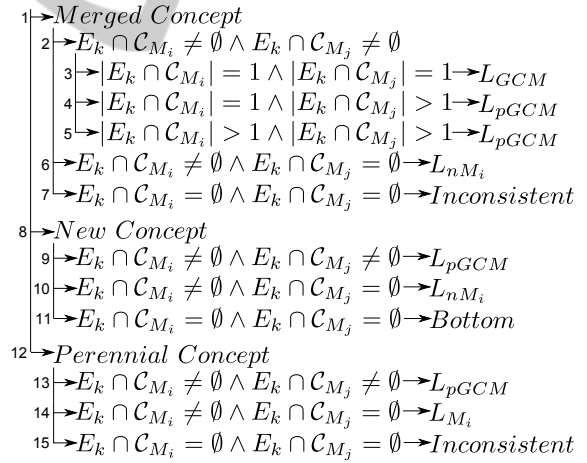 1 Merged Concept
2 E_k ∩ C_{M_i} ≠ ∅ ∧ E_k ∩ C_{M_j} ≠ ∅
3 |E_k ∩ C_{M_i}| = 1 ∧ |E_k ∩ C_{M_j}| = 1 → L_{GCM}
4 |E_k ∩ C_{M_i}| = 1 ∧ |E_k ∩ C_{M_j}| > 1 → L_{pGCM}
5 |E_k ∩ C_{M_i}| > 1 ∧ |E_k ∩ C_{M_j}| > 1 → L_{pGCM}
6 E_k ∩ C_{M_i} ≠ ∅ ∧ E_k ∩ C_{M_j} = ∅ → L_{nM_i}
7 E_k ∩ C_{M_i} = ∅ ∧ E_k ∩ C_{M_j} = ∅ → Inconsistent
8 New Concept
9 E_k ∩ C_{M_i} ≠ ∅ ∧ E_k ∩ C_{M_j} ≠ ∅ → L_{pGCM}
10 E_k ∩ C_{M_i} ≠ ∅ ∧ E_k ∩ C_{M_j} = ∅ → L_{nM_i}
11 E_k ∩ C_{M_i} = ∅ ∧ E_k ∩ C_{M_j} = ∅ → Bottom
12 Perennial Concept
13 E_k ∩ C_{M_i} ≠ ∅ ∧ E_k ∩ C_{M_j} ≠ ∅ → L_{pGCM}
14 E_k ∩ C_{M_i} ≠ ∅ ∧ E_k ∩ C_{M_j} = ∅ → L_{M_i}
15 E_k ∩ C_{M_i} = ∅ ∧ E_k ∩ C_{M_j} = ∅ → Inconsistent